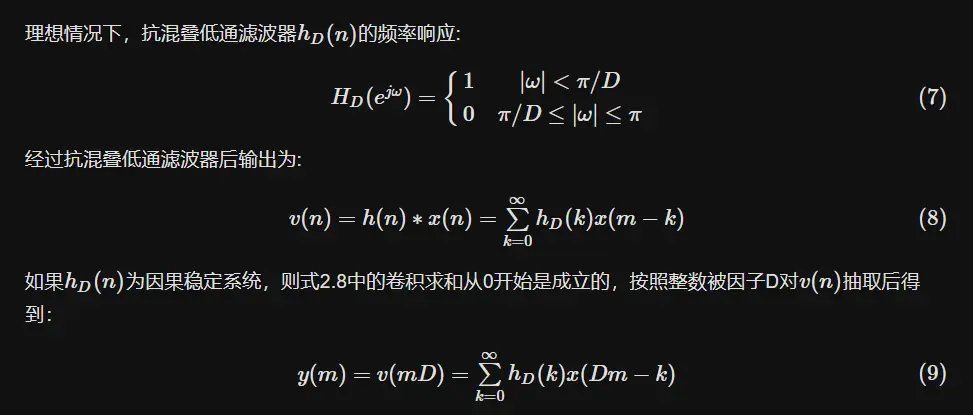 理想情况下，抗混叠低通滤波器h_D(n)的频率响应:
H_D(e^{jω}) = { 1 |ω| < π/D
0 π/D ≤ |ω| ≤ π (7)
经过抗混叠低通滤波器后输出为:
v(n) = h(n) * x(n) = ∑_{k=0}^{∞} h_D(k)x(m − k) (8)
如果h_D(n)为因果稳定系统，则式2.8中的卷积求和从0开始是成立的，按照整数被因子D对v(n)抽取后得
到：
y(m) = v(mD) = ∑_{k=0}^{∞} h_D(k)x(Dm − k) (9)